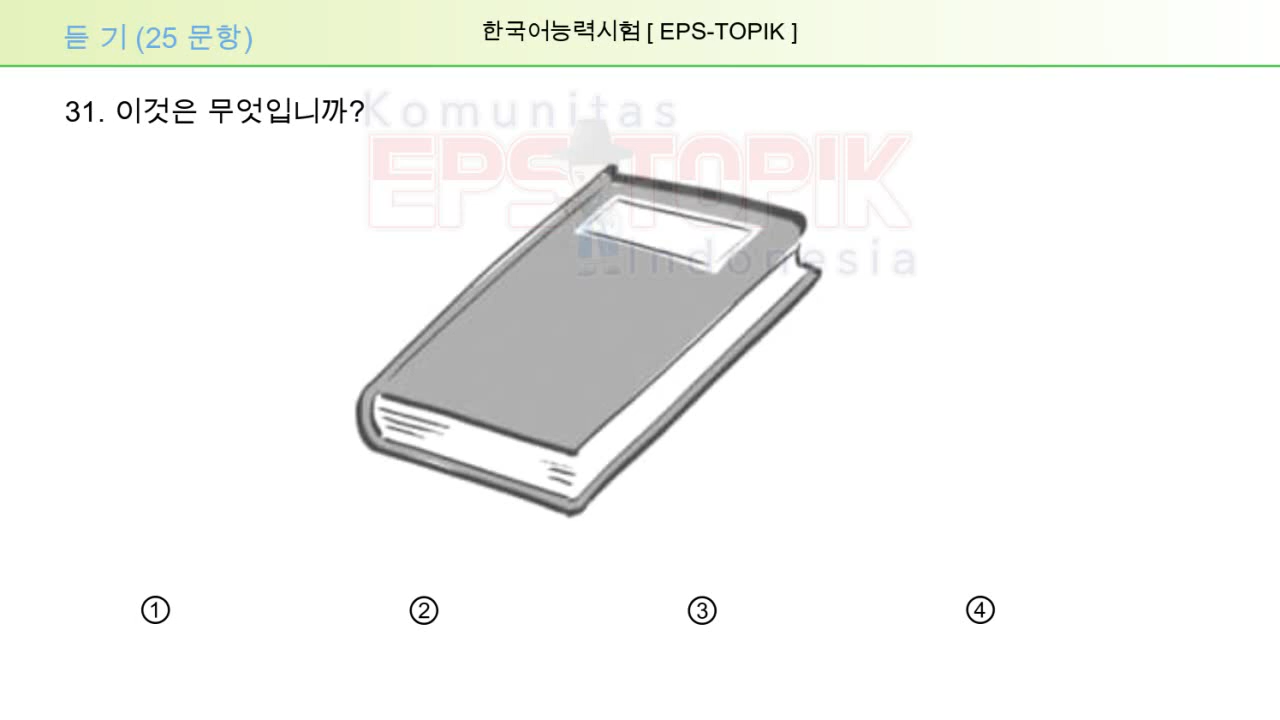 듣 기 (25 문항)
한국어능력시험 [ EPS-TOPIK ]
31. 이것은 무엇입니까?
Komunitas
EPS TOPIK
Indonesia
① ② ③ ④